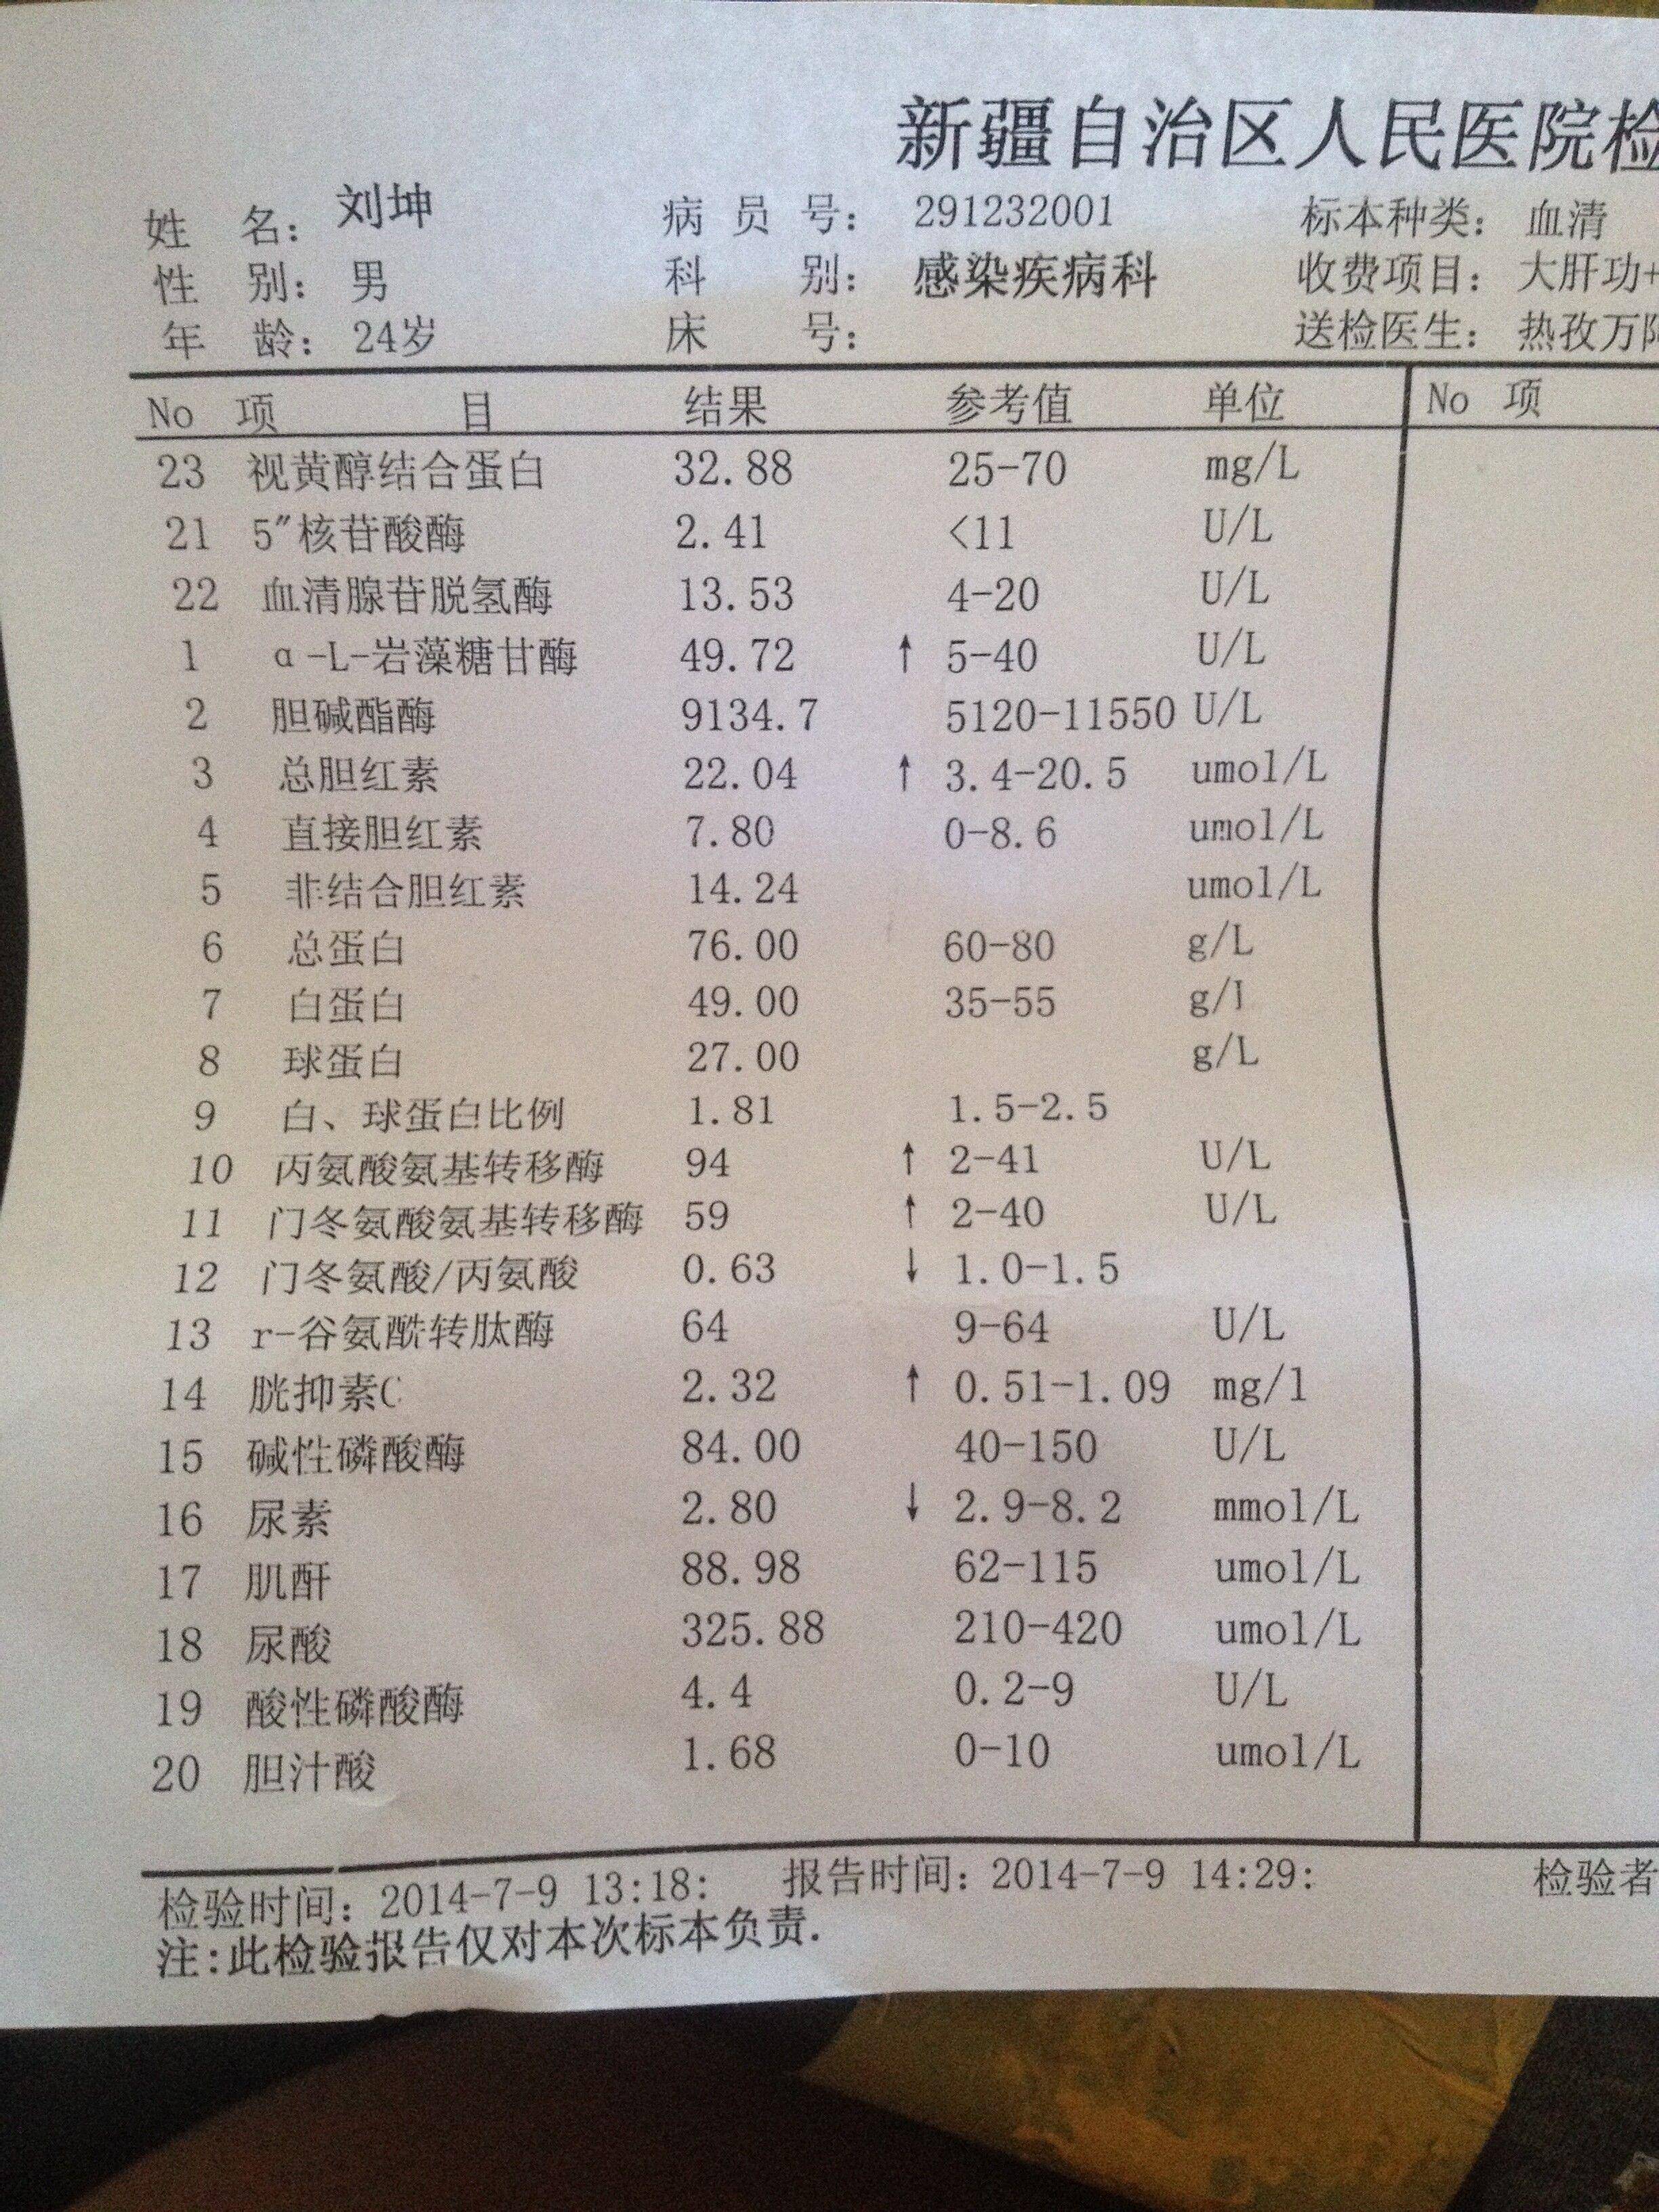 新疆自治区人民医院检
姓 名： 刘坤 病 员 号： 291232001 标本种类： 血清
性 别： 男 科 别： 感染疾病科 收费项目： 大肝功+
年 龄： 24岁 床 号： 送检医生： 热孜万
No 项 目 结果 参考值 单位 No 项
23 视黄醇结合蛋白 32.88 25-70 mg/L
21 5″核苷酸酶 2.41 <11 U/L
22 血清腺苷脱氢酶 13.53 4-20 U/L
1 α-L-岩藻糖甘酶 49.72 ↑ 5-40 U/L
2 胆碱酯酶 9134.7 5120-11550 U/L
3 总胆红素 22.04 ↑ 3.4-20.5 umol/L
4 直接胆红素 7.80 0-8.6 umol/L
5 非结合胆红素 14.24 umol/L
6 总蛋白 76.00 60-80 g/L
7 白蛋白 49.00 35-55 g/l
8 球蛋白 27.00 g/L
9 白、球蛋白比例 1.81 1.5-2.5
10 丙氨酸氨基转移酶 94 ↑ 2-41 U/L
11 门冬氨酸氨基转移酶 59 ↑ 2-40 U/L
12 门冬氨酸/丙氨酸 0.63 ↓ 1.0-1.5
13 r-谷氨酰转肽酶 64 9-64 U/L
14 胱抑素C 2.32 ↑ 0.51-1.09 mg/l
15 碱性磷酸酶 84.00 40-150 U/L
16 尿素 2.80 ↓ 2.9-8.2 mmol/L
17 肌酐 88.98 62-115 umol/L
18 尿酸 325.88 210-420 umol/L
19 酸性磷酸酶 4.4 0.2-9 U/L
20 胆汁酸 1.68 0-10 umol/L
检验时间： 2014-7-9 13:18: 报告时间： 2014-7-9 14:29: 检验者
注:此检验报告仅对本次标本负责.